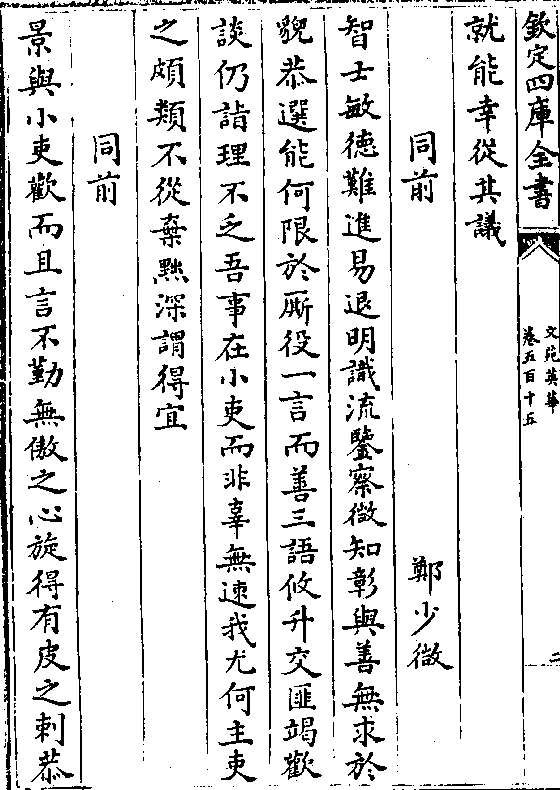 欽定四庫全書
文苑英華
卷五百十五
二
就能幸從其議
同前
鄭少微
智士敏德難進易退明識流鑒察微知彰與善無求於
貌恭選能何限於厮役一言而善三語攸升交匪竭歡
談仍詣理不乏吾事在小吏而非辜無速我尤何主吏
之頗類不從棄黜深謂得宜
同前
景與小吏歡而且言不勤無傲之心旋得有皮之刺恭